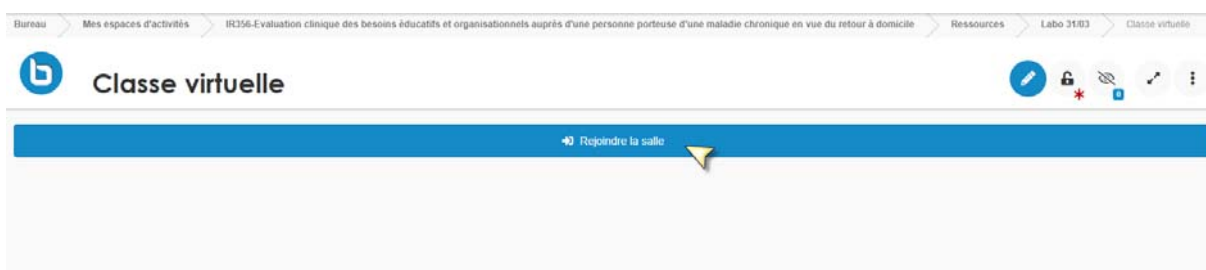 Bureau Mes espaces d'activités IR356-Evaluation clinique des besoins éducatifs et organisationnels auprès d'une personne porteuse d'une maladie chronique en vue du retour à domicile Ressources Labo 31/03 Classe virtuelle
b Classe virtuelle
0
Rejoindre la salle